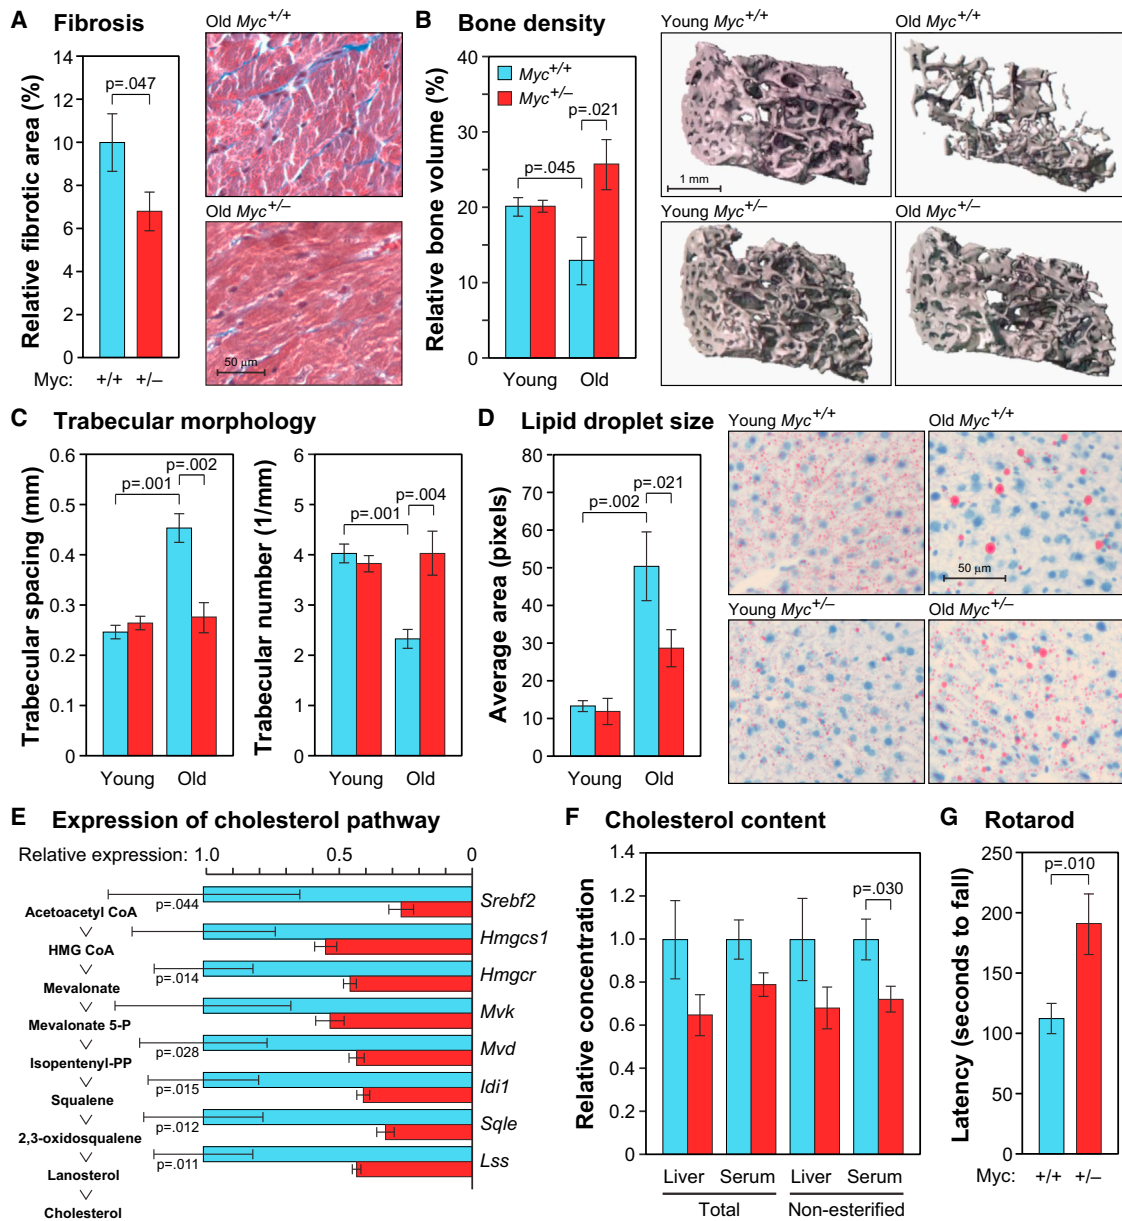 A Fibrosis
Relative fibrotic area (%)
14
12
10
8
6
4
2
0
p=.047
Myc: +/+ +/–
Old Myc+/+
Old Myc+/–
50 µm
B Bone density
Relative bone volume (%)
40
30
20
10
0
Myc+/+
Myc+/–
p=.021
p=.045
Young Old
Young Myc+/+
1 mm
Old Myc+/+
Young Myc+/–
Old Myc+/–
C Trabecular morphology
Trabecular spacing (mm)
0.6
0.5
0.4
0.3
0.2
0.1
0
p=.002
p=.001
Young Old
Trabecular number (1/mm)
6
5
4
3
2
1
0
p=.004
p=.001
Young Old
D Lipid droplet size
Average area (pixels)
80
70
60
50
40
30
20
10
0
p=.021
p=.002
Young Old
Young Myc+/+
Old Myc+/+
50 µm
Young Myc+/–
Old Myc+/–
E Expression of cholesterol pathway
Relative expression: 1.0 0.5 0
Acetoacetyl CoA
HMG CoA
Mevalonate
Mevalonate 5-P
Isopentenyl-PP
Squalene
2,3-oxidosqualene
Lanosterol
Cholesterol
p=.044
p=.014
p=.028
p=.015
p=.012
p=.011
Srebf2
Hmgcs1
Hmgcr
Mvk
Mvd
Idi1
Sqle
Lss
F Cholesterol content
Relative concentration
1.4
1.2
1.0
0.8
0.6
0.4
0.2
0
p=.030
Liver Serum Liver Serum
Total Non-esterified
G Rotarod
Latency (seconds to fall)
250
200
150
100
50
0
p=.010
Myc: +/+ +/–